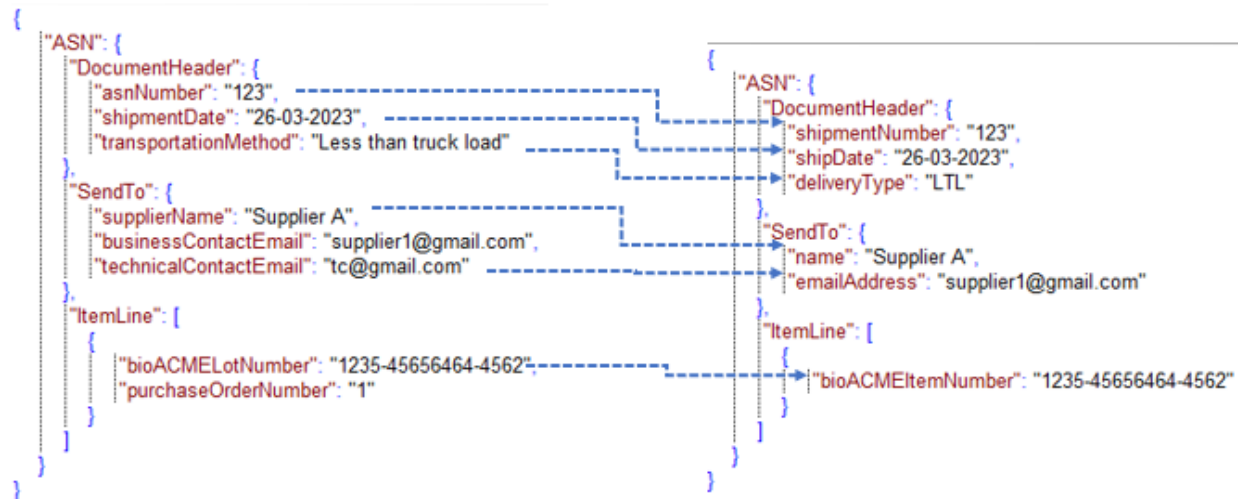 {
"ASN": {
"DocumentHeader": {
"asnNumber": "123",
"shipmentDate": "26-03-2023",
"transportationMethod": "Less than truck load"
},
"SendTo": {
"supplierName": "Supplier A",
"businessContactEmail": "supplier1@gmail.com",
"technicalContactEmail": "tc@gmail.com"
},
"ItemLine": [
{
"bioACMELotNumber": "1235-45656464-4562",
"purchaseOrderNumber": "1"
}
]
}
}
{
"ASN": {
"DocumentHeader": {
"shipmentNumber": "123",
"shipDate": "26-03-2023",
"deliveryType": "LTL"
},
"SendTo": {
"name": "Supplier A",
"emailAddress": "supplier1@gmail.com"
},
"ItemLine": [
{
"bioACMEItemNumber": "1235-45656464-4562"
}
]
}
}